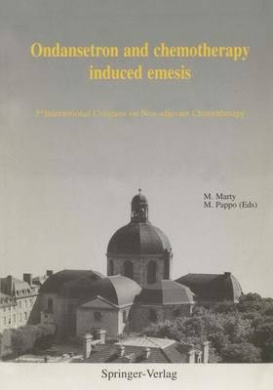 Ondansetron and chemotherapy
induced emesis
3rd International Congress on Neo-adjuvant Chemotherapy
M. Marty
M. Pappo (Eds)
Springer-Verlag